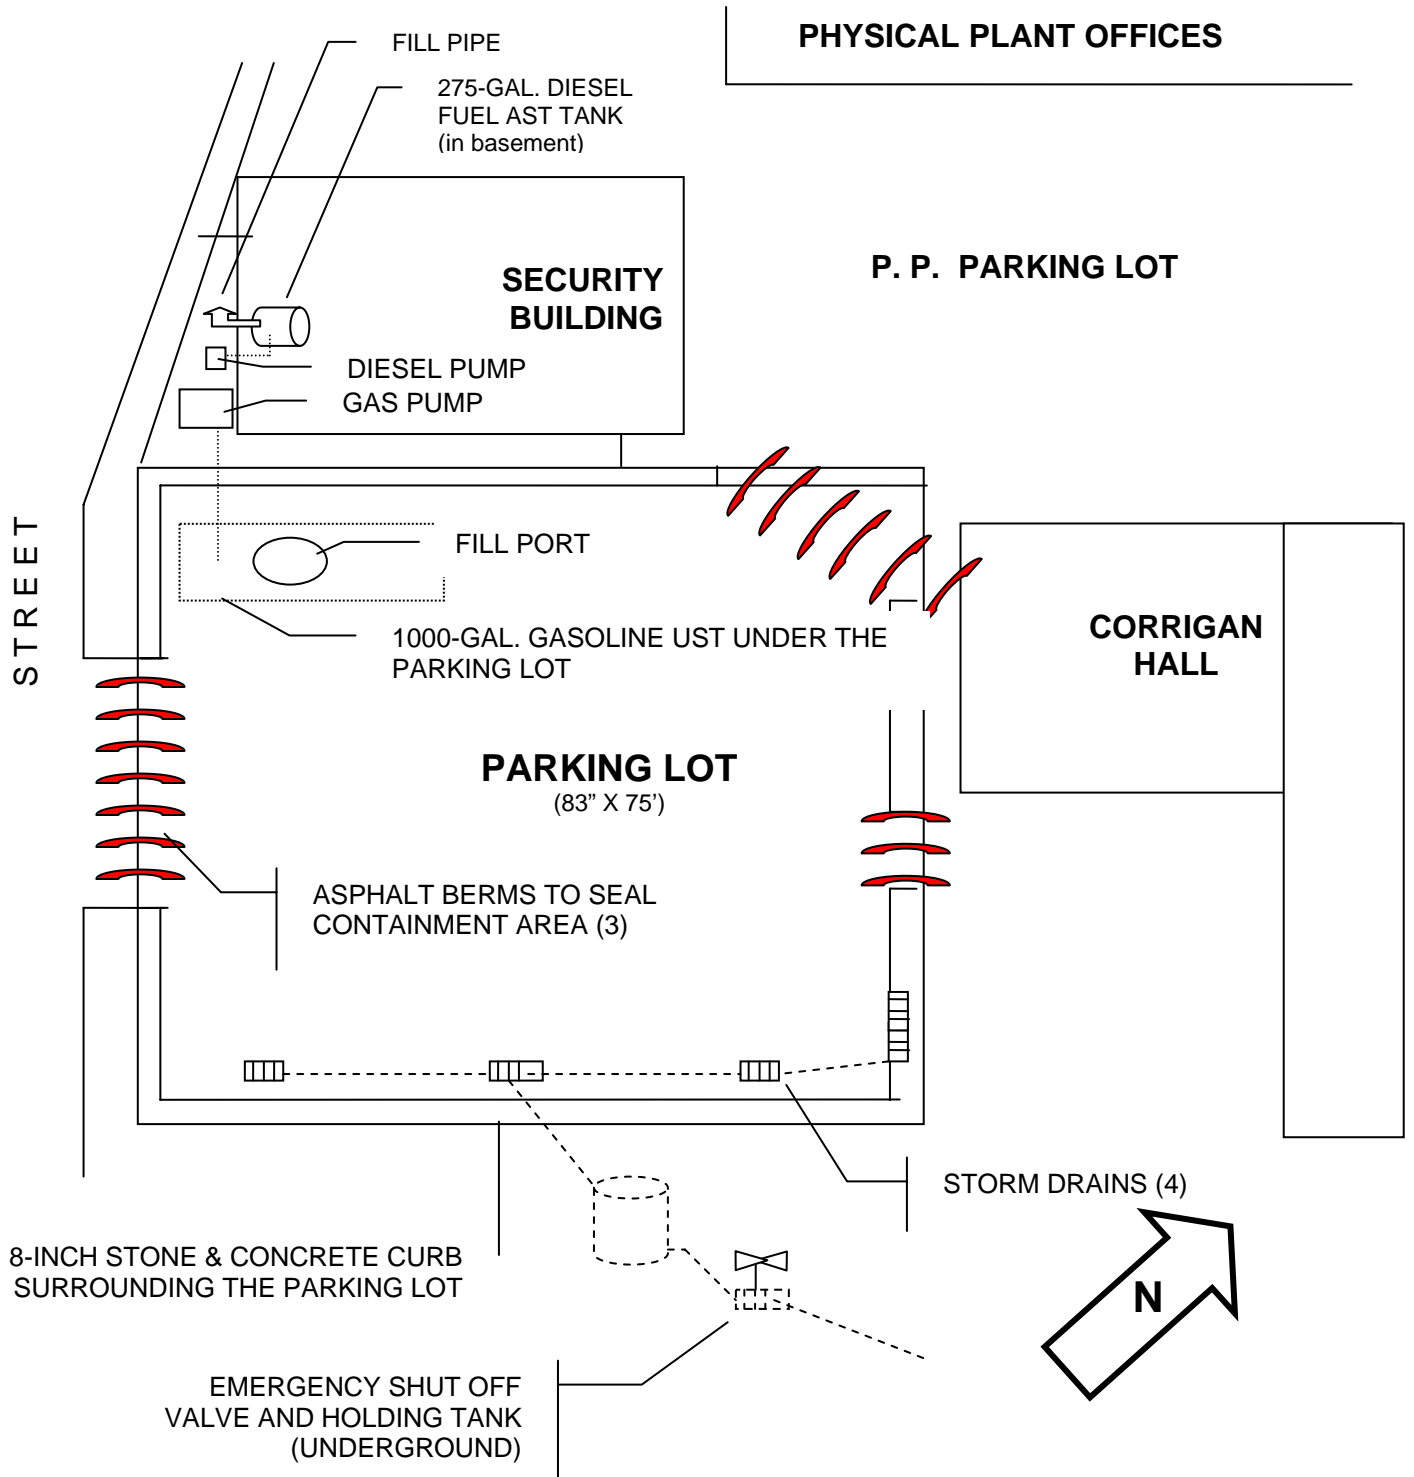 PHYSICAL PLANT OFFICES
FILL PIPE
275-GAL. DIESEL
FUEL AST TANK
(in basement)
SECURITY
BUILDING
P. P. PARKING LOT
DIESEL PUMP
GAS PUMP
STREET
FILL PORT
1000-GAL. GASOLINE UST UNDER THE
PARKING LOT
CORRIGAN
HALL
PARKING LOT
(83” X 75’)
ASPHALT BERMS TO SEAL
CONTAINMENT AREA (3)
STORM DRAINS (4)
8-INCH STONE & CONCRETE CURB
SURROUNDING THE PARKING LOT
N
EMERGENCY SHUT OFF
VALVE AND HOLDING TANK
(UNDERGROUND)